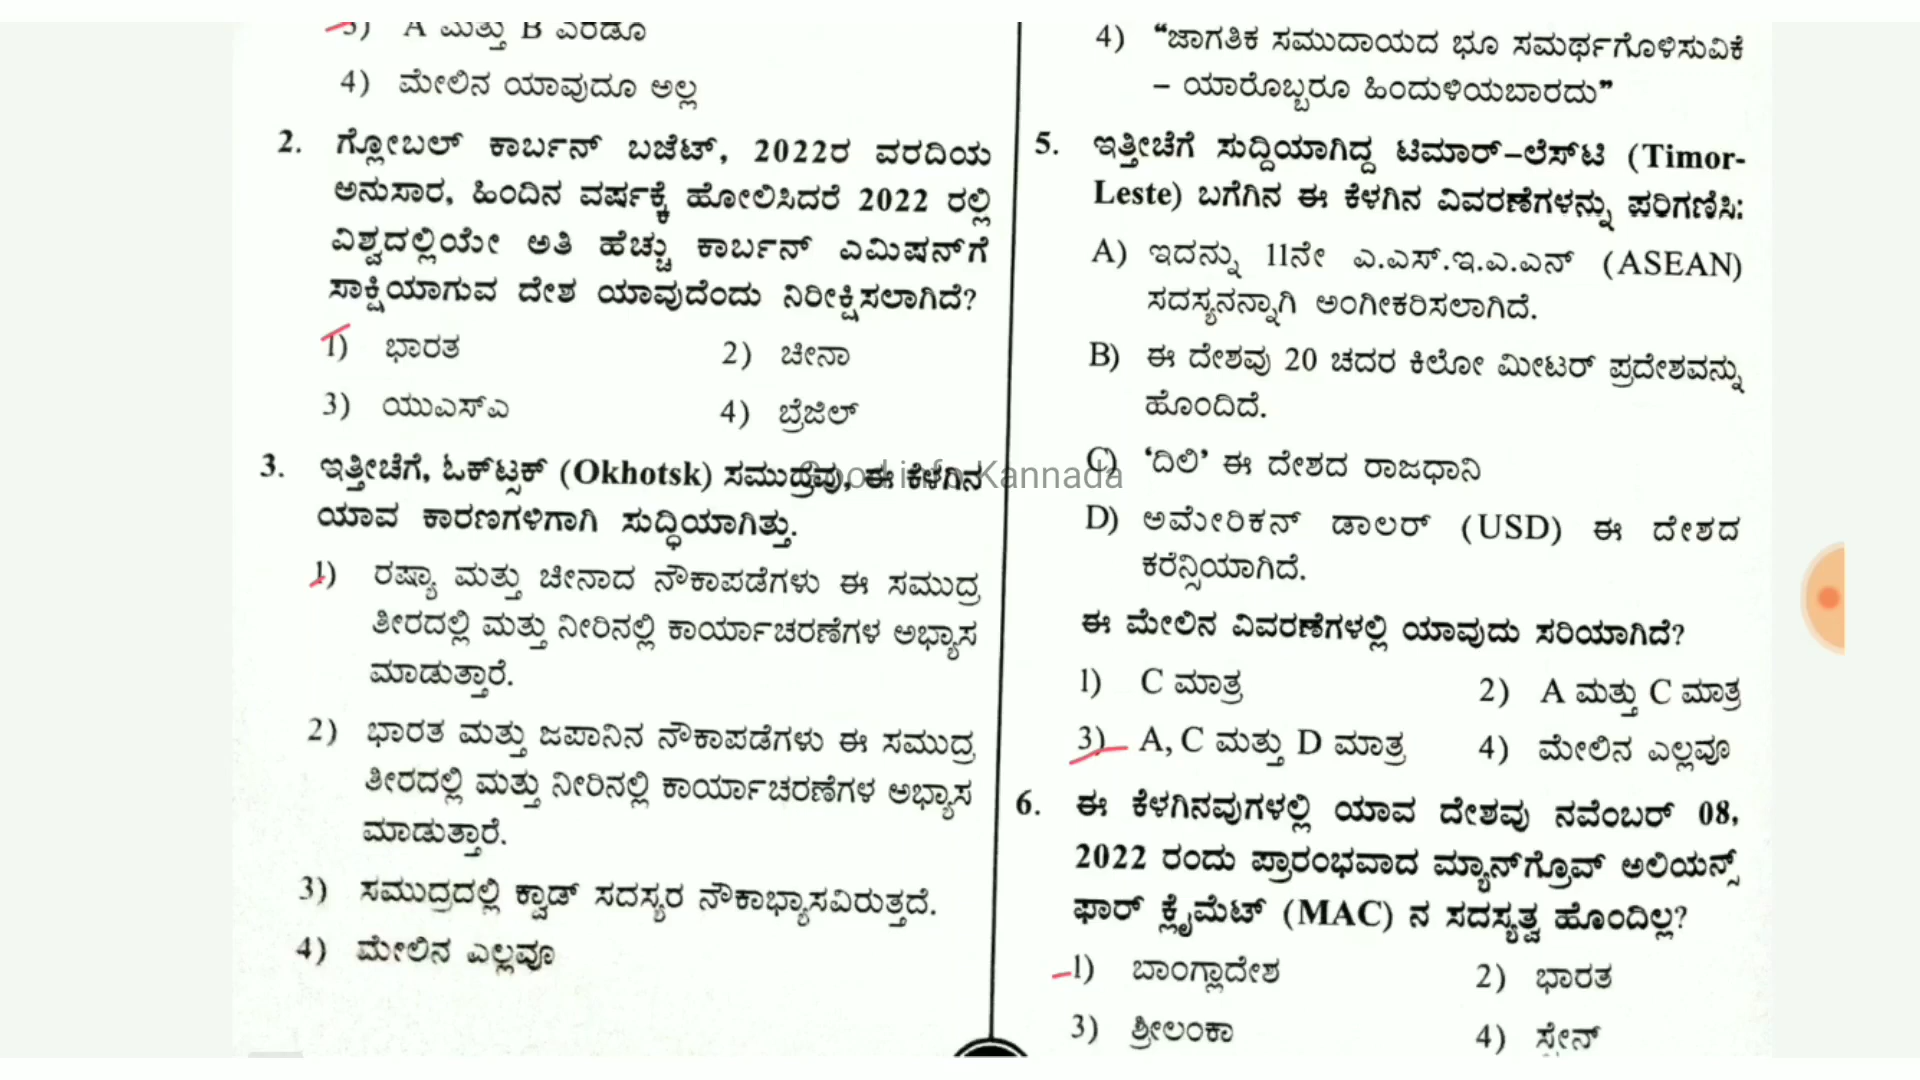 3) A ಮತ್ತು B ಎರಡೂ
4) ಮೇಲಿನ ಯಾವುದೂ ಅಲ್ಲ
2. ಗ್ಲೋಬಲ್ ಕಾರ್ಬನ್ ಬಜೆಟ್, 2022ರ ವರದಿಯ
ಅನುಸಾರ, ಹಿಂದಿನ ವರ್ಷಕ್ಕೆ ಹೋಲಿಸಿದರೆ 2022 ರಲ್ಲಿ
ವಿಶ್ವದಲ್ಲಿಯೇ ಅತಿ ಹೆಚ್ಚು ಕಾರ್ಬನ್ ಎಮಿಷನ್‌ಗೆ
ಸಾಕ್ಷಿಯಾಗುವ ದೇಶ ಯಾವುದೆಂದು ನಿರೀಕ್ಷಿಸಲಾಗಿದೆ?
1) ಭಾರತ 2) ಚೀನಾ
3) ಯುಎಸ್ಎ 4) ಬ್ರೆಜಿಲ್
3. ಇತ್ತೀಚೆಗೆ, ಓಕ್‌ಟ್ಸಕ್ (Okhotsk) ಸಮುದ್ರವು, ಈ ಕೆಳಗಿನ
ಯಾವ ಕಾರಣಗಳಿಗಾಗಿ ಸುದ್ಧಿಯಾಗಿತ್ತು.
1) ರಷ್ಯಾ ಮತ್ತು ಚೀನಾದ ನೌಕಾಪಡೆಗಳು ಈ ಸಮುದ್ರ
ತೀರದಲ್ಲಿ ಮತ್ತು ನೀರಿನಲ್ಲಿ ಕಾರ್ಯಾಚರಣೆಗಳ ಅಭ್ಯಾಸ
ಮಾಡುತ್ತಾರೆ.
2) ಭಾರತ ಮತ್ತು ಜಪಾನಿನ ನೌಕಾಪಡೆಗಳು ಈ ಸಮುದ್ರ
ತೀರದಲ್ಲಿ ಮತ್ತು ನೀರಿನಲ್ಲಿ ಕಾರ್ಯಾಚರಣೆಗಳ ಅಭ್ಯಾಸ
ಮಾಡುತ್ತಾರೆ.
3) ಸಮುದ್ರದಲ್ಲಿ ಕ್ವಾಡ್ ಸದಸ್ಯರ ನೌಕಾಭ್ಯಾಸವಿರುತ್ತದೆ.
4) ಮೇಲಿನ ಎಲ್ಲವೂ
4) “ಜಾಗತಿಕ ಸಮುದಾಯದ ಭೂ ಸಮರ್ಥಗೊಳಿಸುವಿಕೆ
– ಯಾರೊಬ್ಬರೂ ಹಿಂದುಳಿಯಬಾರದು”
5. ಇತ್ತೀಚೆಗೆ ಸುದ್ದಿಯಾಗಿದ್ದ ಟಿಮಾರ್-ಲೆಸ್‌ಟಿ (Timor-
Leste) ಬಗೆಗಿನ ಈ ಕೆಳಗಿನ ವಿವರಣೆಗಳನ್ನು ಪರಿಗಣಿಸಿ:
A) ಇದನ್ನು 11ನೇ ಎ.ಎಸ್.ಇ.ಎ.ಎನ್ (ASEAN)
ಸದಸ್ಯನನ್ನಾಗಿ ಅಂಗೀಕರಿಸಲಾಗಿದೆ.
B) ಈ ದೇಶವು 20 ಚದರ ಕಿಲೋ ಮೀಟರ್ ಪ್ರದೇಶವನ್ನು
ಹೊಂದಿದೆ.
C) ‘ದಿಲಿ’ ಈ ದೇಶದ ರಾಜಧಾನಿ
D) ಅಮೇರಿಕನ್ ಡಾಲರ್ (USD) ಈ ದೇಶದ
ಕರೆನ್ಸಿಯಾಗಿದೆ.
ಈ ಮೇಲಿನ ವಿವರಣೆಗಳಲ್ಲಿ ಯಾವುದು ಸರಿಯಾಗಿದೆ?
1) C ಮಾತ್ರ 2) A ಮತ್ತು C ಮಾತ್ರ
3) A, C ಮತ್ತು D ಮಾತ್ರ 4) ಮೇಲಿನ ಎಲ್ಲವೂ
6. ಈ ಕೆಳಗಿನವುಗಳಲ್ಲಿ ಯಾವ ದೇಶವು ನವೆಂಬರ್ 08,
2022 ರಂದು ಪ್ರಾರಂಭವಾದ ಮ್ಯಾನ್‌ಗ್ರೊವ್ ಅಲಿಯನ್ಸ್
ಫಾರ್ ಕ್ಲೈಮೆಟ್ (MAC) ನ ಸದಸ್ಯತ್ವ ಹೊಂದಿಲ್ಲ?
1) ಬಾಂಗ್ಲಾದೇಶ 2) ಭಾರತ
3) ಶ್ರೀಲಂಕಾ 4) ಸ್ಪೇನ್
Good info Kannada